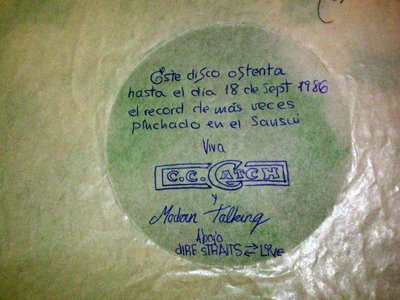 Este disco ostenta
hasta el día 18 de Sept 1986
el record de más veces
pinchado en el Sansui
Viva
C.C. CATCH
y
Modern Talking
Abajo
DIRE STRAITS ⇄ Live